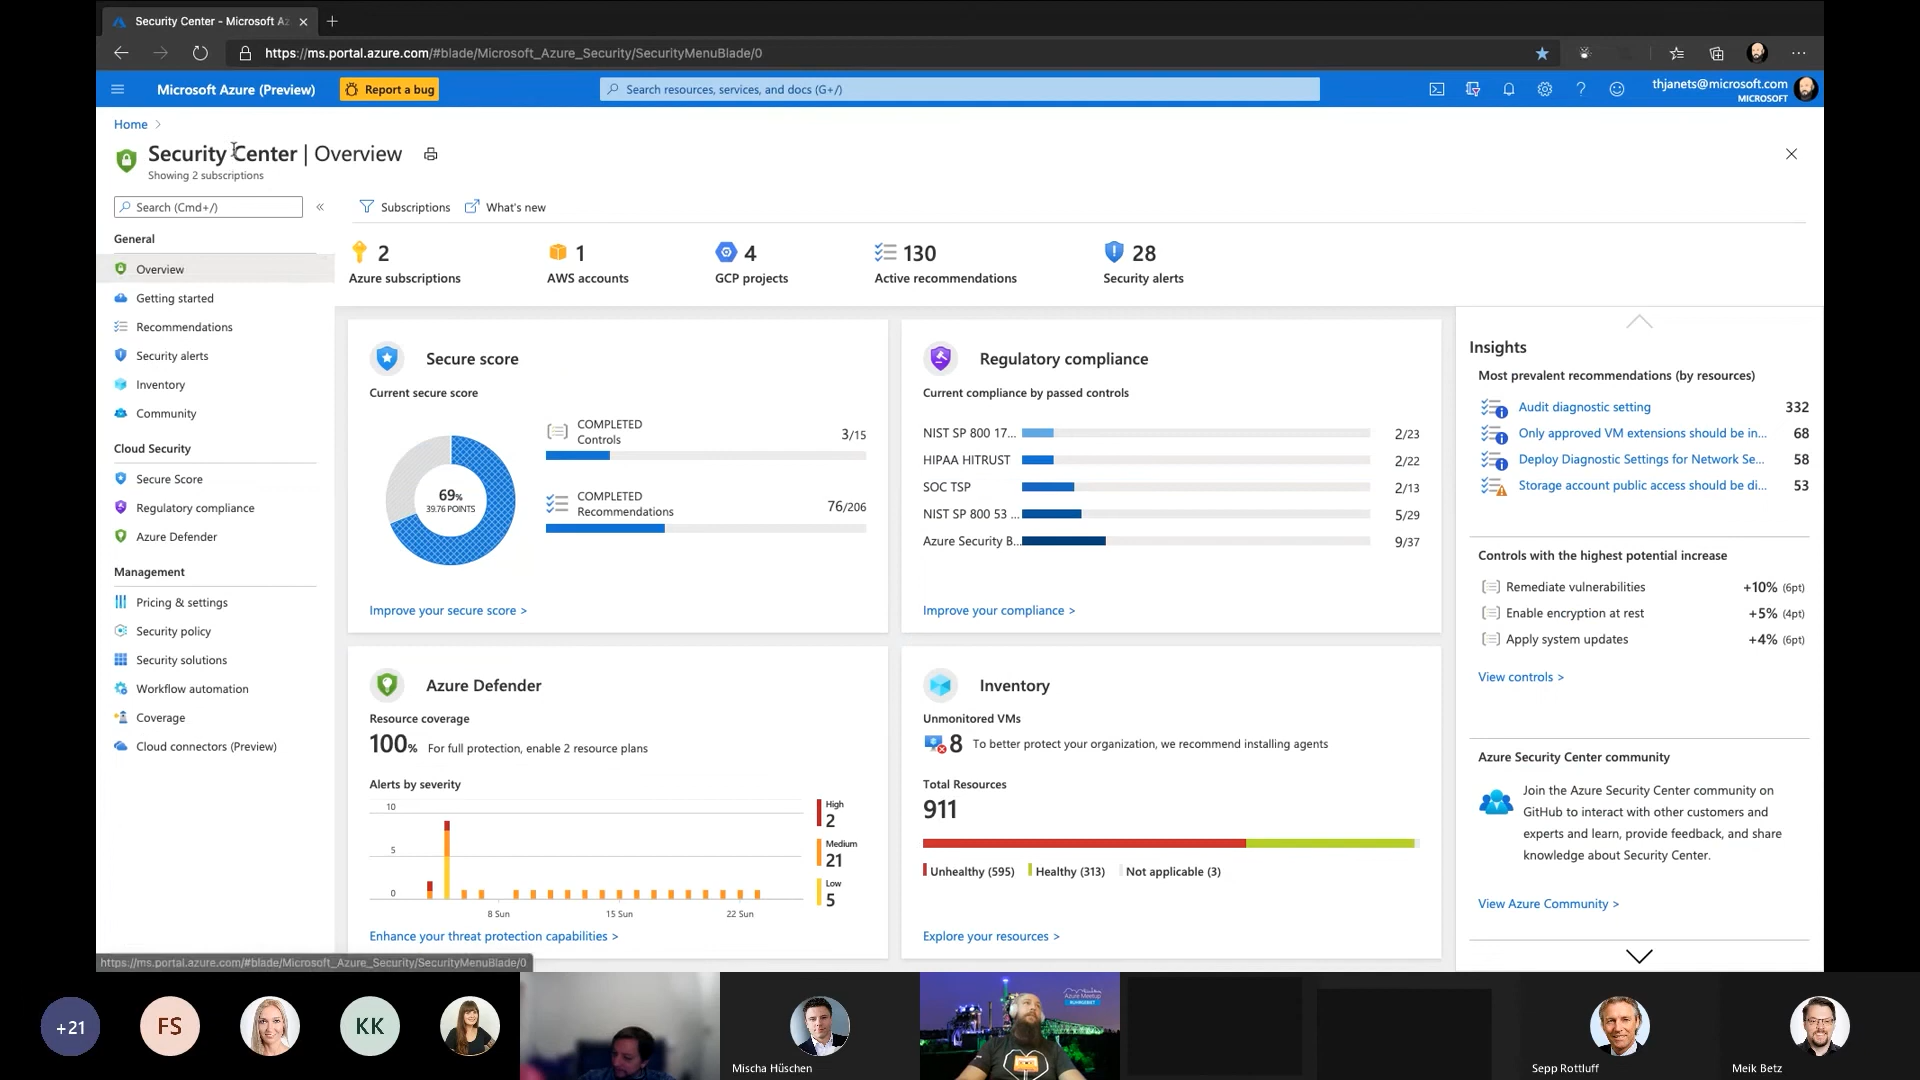 Security Center - Microsoft Az
https://ms.portal.azure.com/#blade/Microsoft_Azure_Security/SecurityMenuBlade/0
Microsoft Azure (Preview)
Report a bug
Search resources, services, and docs (G+/)
thjanets@microsoft.com
MICROSOFT
Home
Security Center | Overview
Showing 2 subscriptions
Search (Cmd+/)
«
Subscriptions
What's new
General
Overview
Getting started
Recommendations
Security alerts
Inventory
Community
Cloud Security
Secure Score
Regulatory compliance
Azure Defender
Management
Pricing & settings
Security policy
Security solutions
Workflow automation
Coverage
Cloud connectors (Preview)
2
Azure subscriptions
1
AWS accounts
4
GCP projects
130
Active recommendations
28
Security alerts
Secure score
Current secure score
69%
39.76 POINTS
COMPLETED
Controls
3/15
COMPLETED
Recommendations
76/206
Improve your secure score >
Regulatory compliance
Current compliance by passed controls
NIST SP 800 17... 2/23
HIPAA HITRUST 2/22
SOC TSP 2/13
NIST SP 800 53 ... 5/29
Azure Security B... 9/37
Improve your compliance >
Azure Defender
Resource coverage
100% For full protection, enable 2 resource plans
Alerts by severity
10
5
0
8 Sun
15 Sun
22 Sun
High
2
Medium
21
Low
5
Enhance your threat protection capabilities >
Inventory
Unmonitored VMs
8 To better protect your organization, we recommend installing agents
Total Resources
911
Unhealthy (595)
Healthy (313)
Not applicable (3)
Explore your resources >
Insights
Most prevalent recommendations (by resources)
Audit diagnostic setting 332
Only approved VM extensions should be in... 68
Deploy Diagnostic Settings for Network Se... 58
Storage account public access should be di... 53
Controls with the highest potential increase
Remediate vulnerabilities +10% (6pt)
Enable encryption at rest +5% (4pt)
Apply system updates +4% (6pt)
View controls >
Azure Security Center community
Join the Azure Security Center community on
GitHub to interact with other customers and
experts and learn, provide feedback, and share
knowledge about Security Center.
View Azure Community >
https://ms.portal.azure.com/#blade/Microsoft_Azure_Security/SecurityMenuBlade/0
+21
FS
KK
Mischa Hüschen
Azure Meetup
Sepp Rottluff
Meik Betz